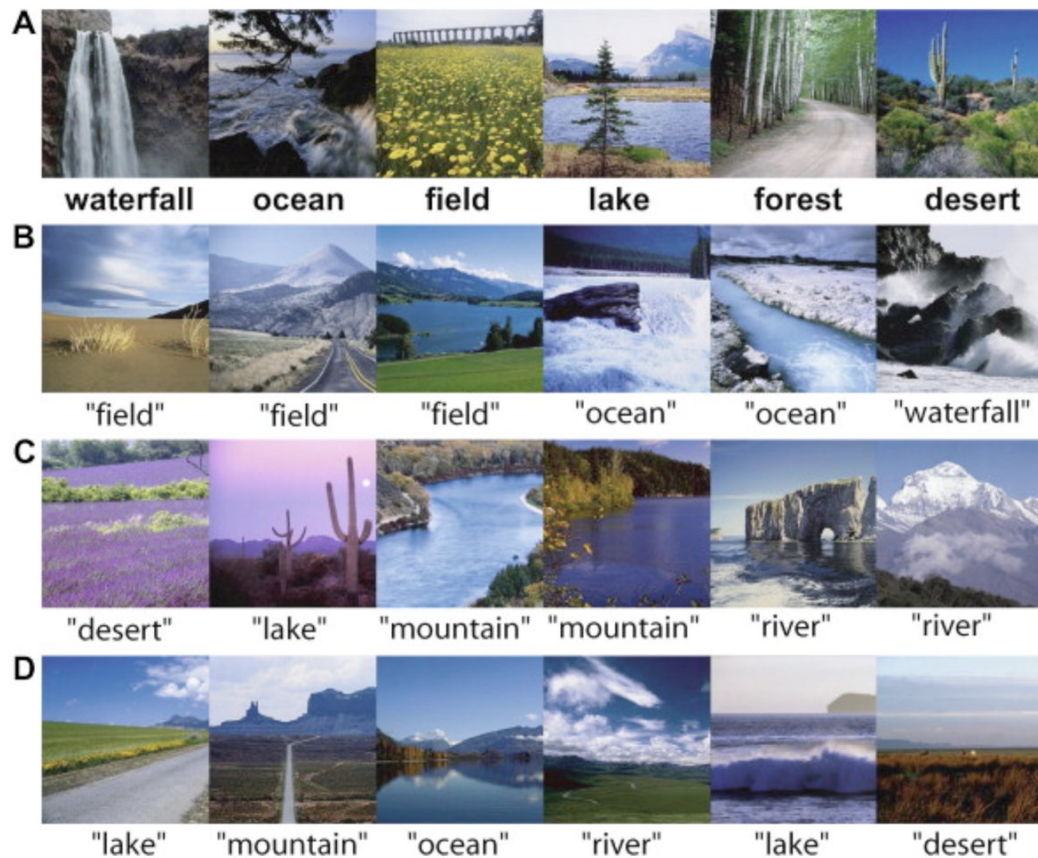 A
waterfall ocean field lake forest desert
B
"field" "field" "field" "ocean" "ocean" "waterfall"
C
"desert" "lake" "mountain" "mountain" "river" "river"
D
"lake" "mountain" "ocean" "river" "lake" "desert"